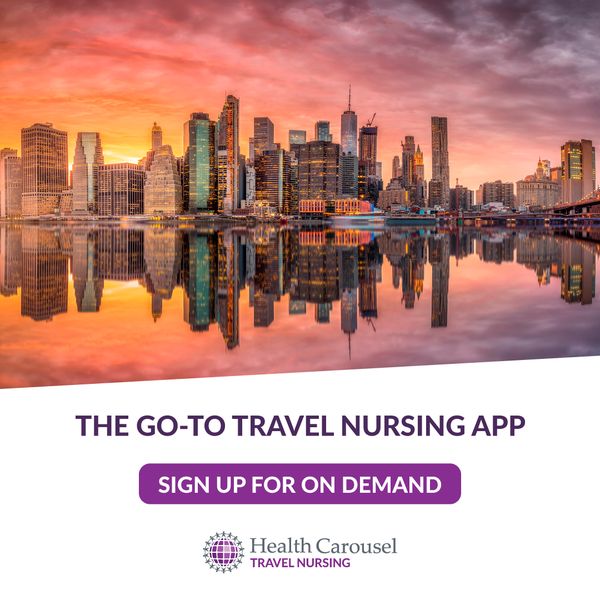 THE GO-TO TRAVEL NURSING APP
SIGN UP FOR ON DEMAND
Health Carousel
TRAVEL NURSING